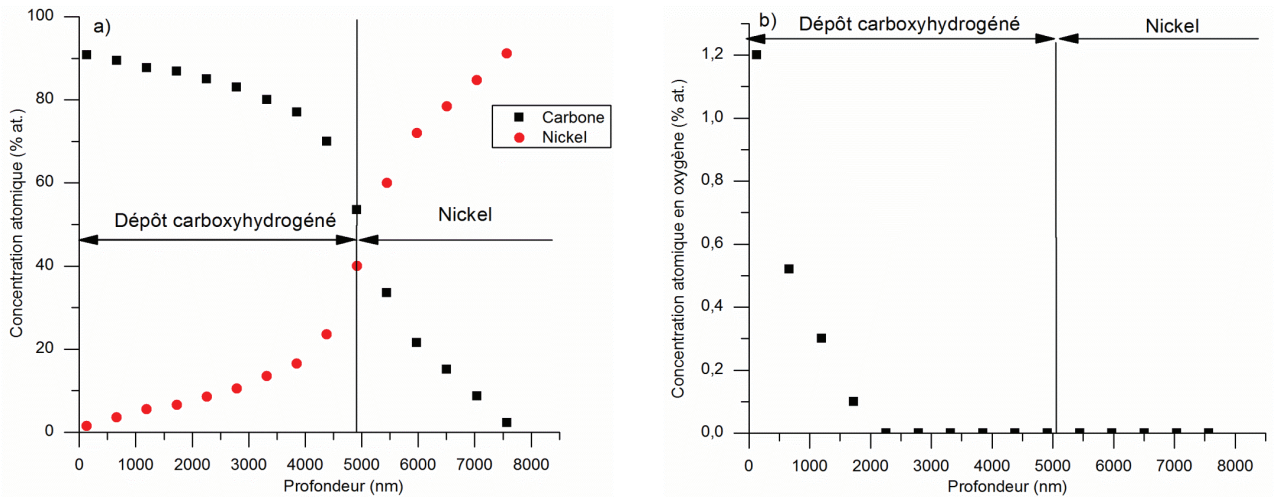 a)
100
80
60
40
20
0
Concentration atomique (% at.)
Carbone
Nickel
Dépôt carboxyhydrogéné
Nickel
0 1000 2000 3000 4000 5000 6000 7000 8000
Profondeur (nm)
b)
Dépôt carboxyhydrogéné
Nickel
1,2
1,0
0,8
0,6
0,4
0,2
0,0
Concentration atomique en oxygène (% at.)
0 1000 2000 3000 4000 5000 6000 7000 8000
Profondeur (nm)